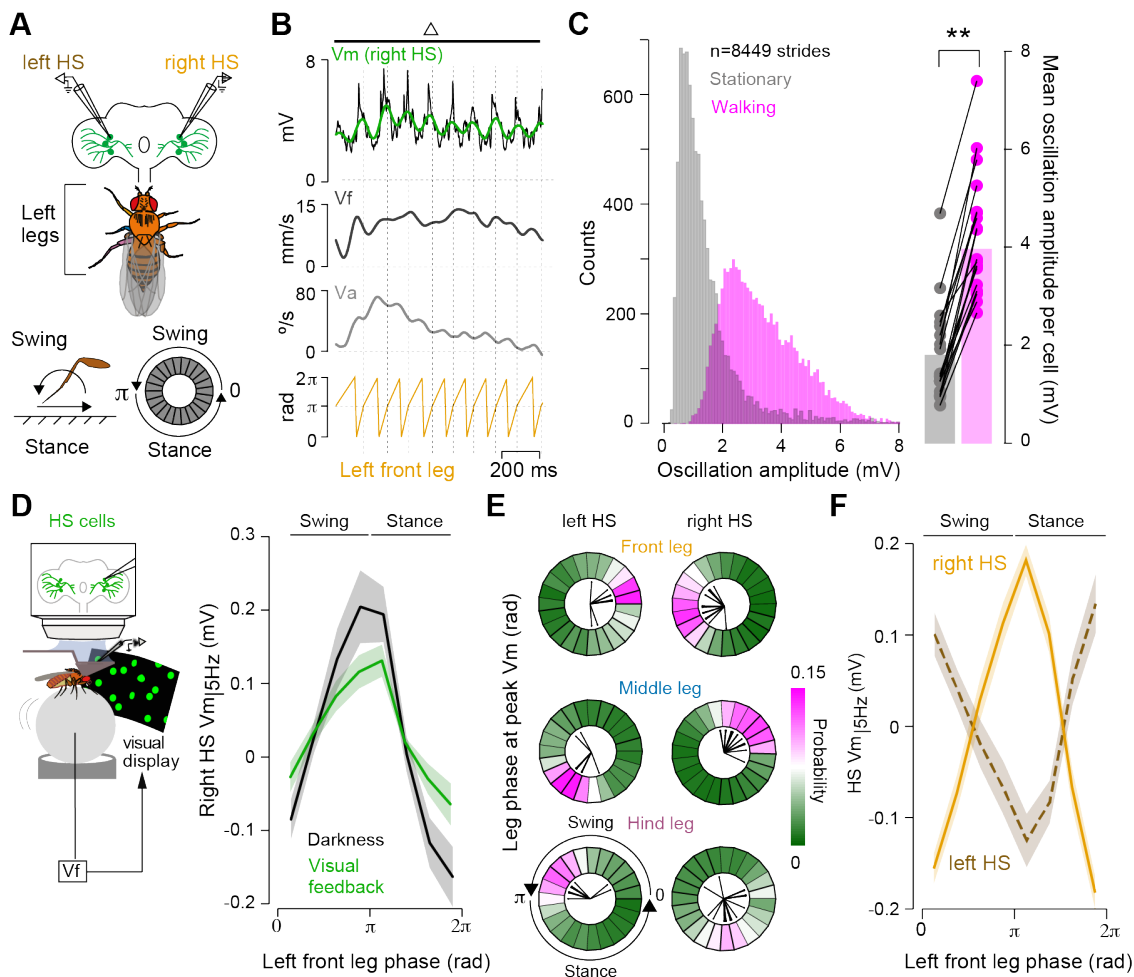 A
left HS
right HS
Left
legs
Swing
Stance
Swing
π
0
Stance
B
Vm (right HS)
8
mV
0
Vf
15
mm/s
0
Va
80
º/s
0
2π
rad
π
0
Left front leg
200 ms
C
n=8449 strides
Stationary
Walking
600
400
200
0
Counts
0
2
4
6
8
Oscillation amplitude (mV)
**
8
6
4
2
0
Mean oscillation amplitude per cell (mV)
D
HS cells
visual
display
Vf
Swing
Stance
0.3
0.2
0.1
0
-0.1
-0.2
Right HS Vm|5Hz (mV)
Darkness
Visual
feedback
0
π
2π
Left front leg phase (rad)
E
left HS
right HS
Front leg
Middle leg
Hind leg
Leg phase at peak Vm (rad)
Swing
π
0
Stance
0.15
Probability
0
F
Swing
Stance
0.2
0.1
0
-0.1
-0.2
HS Vm|5Hz (mV)
right HS
left HS
0
π
2π
Left front leg phase (rad)